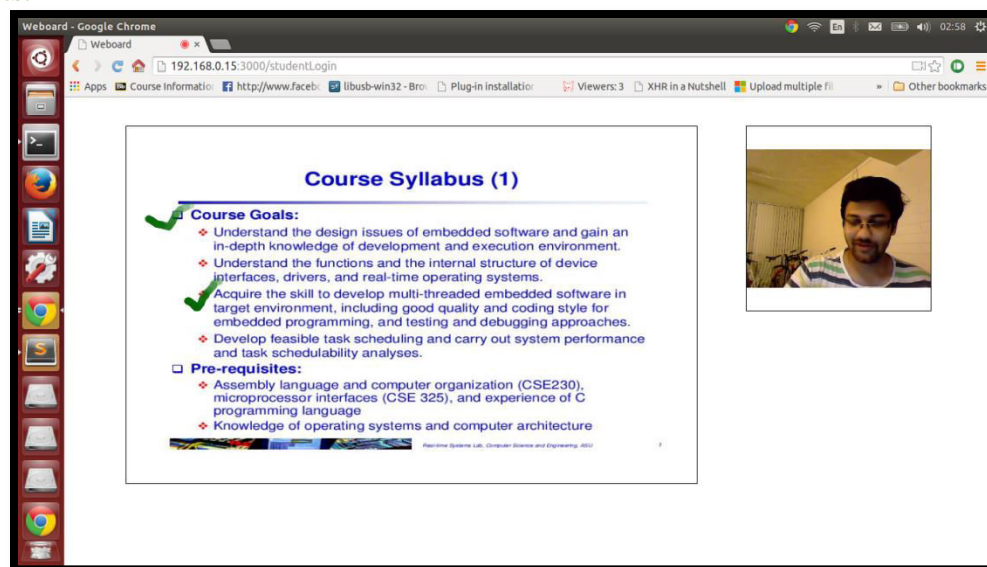 Weboard - Google Chrome
En
02:58
Weboard
192.168.0.15:3000/studentLogin
Apps
Course Informatio
http://www.facebo
libusb-win32 - Bro
Plug-in installation
Viewers: 3
XHR in a Nutshell
Upload multiple fil
»
Other bookmarks
Course Syllabus (1)
Course Goals:
Understand the design issues of embedded software and gain an
in-depth knowledge of development and execution environment.
Understand the functions and the internal structure of device
interfaces, drivers, and real-time operating systems.
Acquire the skill to develop multi-threaded embedded software in
target environment, including good quality and coding style for
embedded programming, and testing and debugging approaches.
Develop feasible task scheduling and carry out system performance
and task schedulability analyses.
Pre-requisites:
Assembly language and computer organization (CSE230),
microprocessor interfaces (CSE 325), and experience of C
programming language
Knowledge of operating systems and computer architecture
Real-time Systems Lab, Computer Science and Engineering, ASU